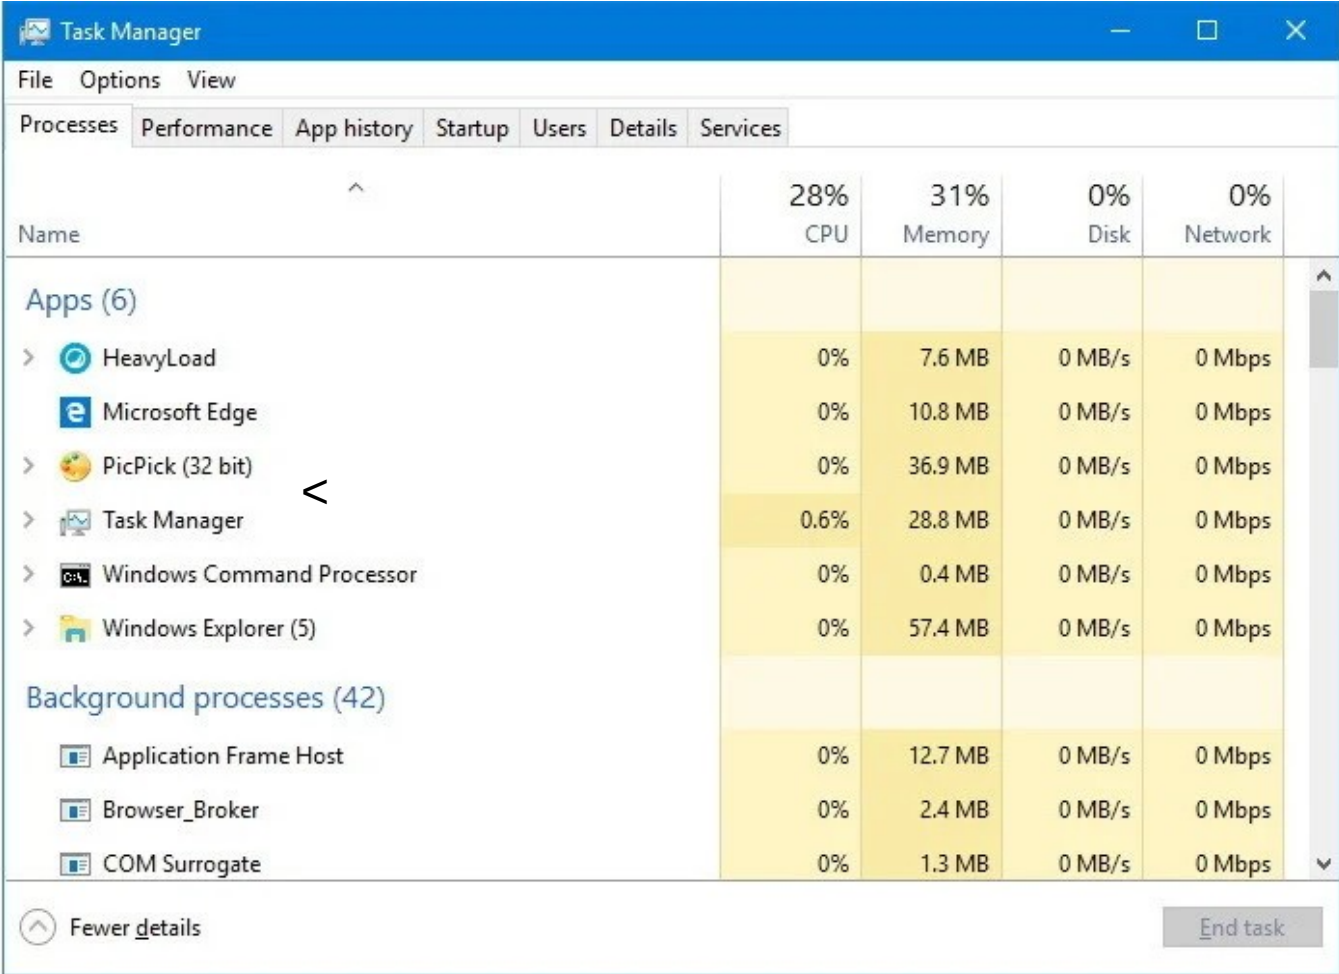 Task Manager
File Options View
Processes Performance App history Startup Users Details Services
28% 31% 0% 0%
Name CPU Memory Disk Network
Apps (6)
HeavyLoad 0% 7.6 MB 0 MB/s 0 Mbps
Microsoft Edge 0% 10.8 MB 0 MB/s 0 Mbps
PicPick (32 bit) 0% 36.9 MB 0 MB/s 0 Mbps
<
Task Manager 0.6% 28.8 MB 0 MB/s 0 Mbps
Windows Command Processor 0% 0.4 MB 0 MB/s 0 Mbps
Windows Explorer (5) 0% 57.4 MB 0 MB/s 0 Mbps
Background processes (42)
Application Frame Host 0% 12.7 MB 0 MB/s 0 Mbps
Browser_Broker 0% 2.4 MB 0 MB/s 0 Mbps
COM Surrogate 0% 1.3 MB 0 MB/s 0 Mbps
Fewer details End task